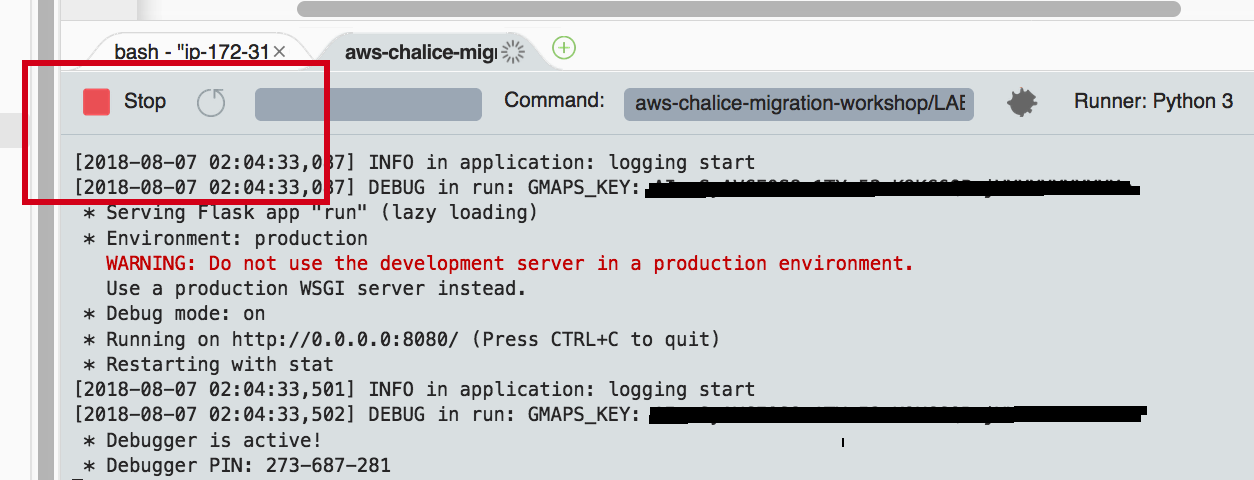 bash - "ip-172-31
aws-chalice-migr
Stop
Command:
aws-chalice-migration-workshop/LAB
Runner: Python 3
[2018-08-07 02:04:33,087] INFO in application: logging start
[2018-08-07 02:04:33,087] DEBUG in run: GMAPS_KEY:
* Serving Flask app "run" (lazy loading)
* Environment: production
WARNING: Do not use the development server in a production environment.
Use a production WSGI server instead.
* Debug mode: on
* Running on http://0.0.0.0:8080/ (Press CTRL+C to quit)
* Restarting with stat
[2018-08-07 02:04:33,501] INFO in application: logging start
[2018-08-07 02:04:33,502] DEBUG in run: GMAPS_KEY:
* Debugger is active!
* Debugger PIN: 273-687-281